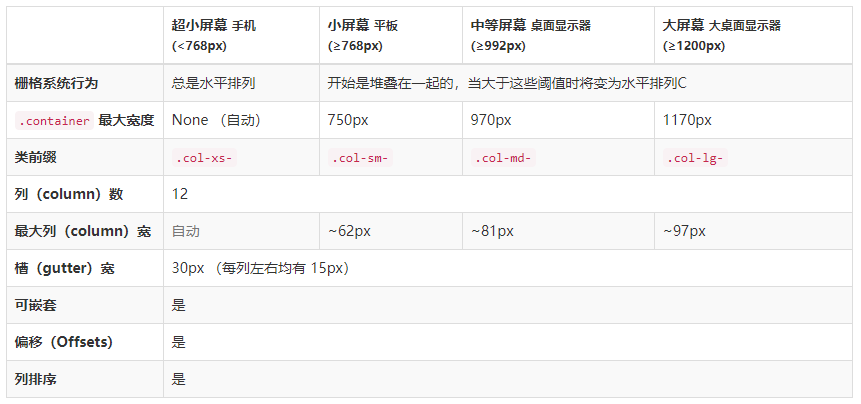 超小屏幕 手机 小屏幕 平板 中等屏幕 桌面显示器 大屏幕 大桌面显示器
(<768px) (≥768px) (≥992px) (≥1200px)
栅格系统行为 总是水平排列 开始是堆叠在一起的，当大于这些阈值时将变为水平排列C
.container 最大宽度 None （自动） 750px 970px 1170px
类前缀 .col-xs- .col-sm- .col-md- .col-lg-
列（column）数 12
最大列（column）宽 自动 ~62px ~81px ~97px
槽（gutter）宽 30px （每列左右均有 15px）
可嵌套 是
偏移（Offsets） 是
列排序 是